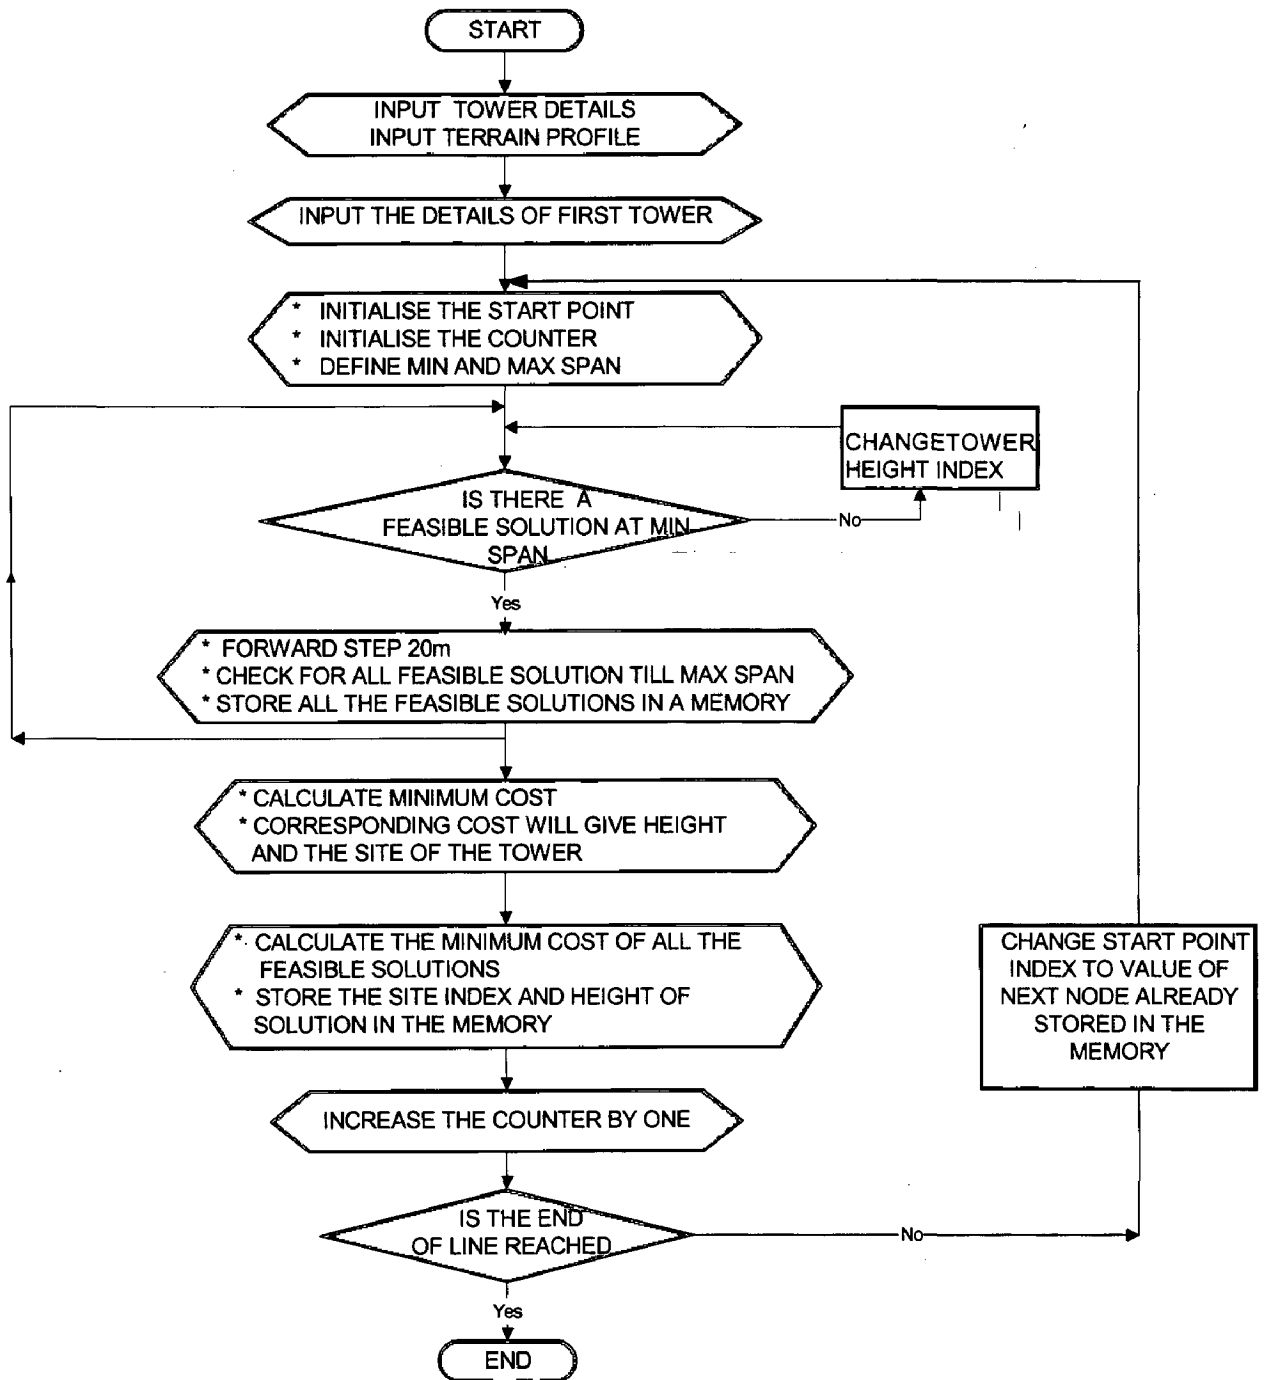 START
INPUT TOWER DETAILS
INPUT TERRAIN PROFILE
INPUT THE DETAILS OF FIRST TOWER
* INITIALISE THE START POINT
* INITIALISE THE COUNTER
* DEFINE MIN AND MAX SPAN
CHANGETOWER
HEIGHT INDEX
IS THERE A
FEASIBLE SOLUTION AT MIN
SPAN
No
Yes
* FORWARD STEP 20m
* CHECK FOR ALL FEASIBLE SOLUTION TILL MAX SPAN
* STORE ALL THE FEASIBLE SOLUTIONS IN A MEMORY
* CALCULATE MINIMUM COST
* CORRESPONDING COST WILL GIVE HEIGHT
AND THE SITE OF THE TOWER
* CALCULATE THE MINIMUM COST OF ALL THE
FEASIBLE SOLUTIONS
* STORE THE SITE INDEX AND HEIGHT OF
SOLUTION IN THE MEMORY
CHANGE START POINT
INDEX TO VALUE OF
NEXT NODE ALREADY
STORED IN THE
MEMORY
INCREASE THE COUNTER BY ONE
IS THE END
OF LINE REACHED
No
Yes
END